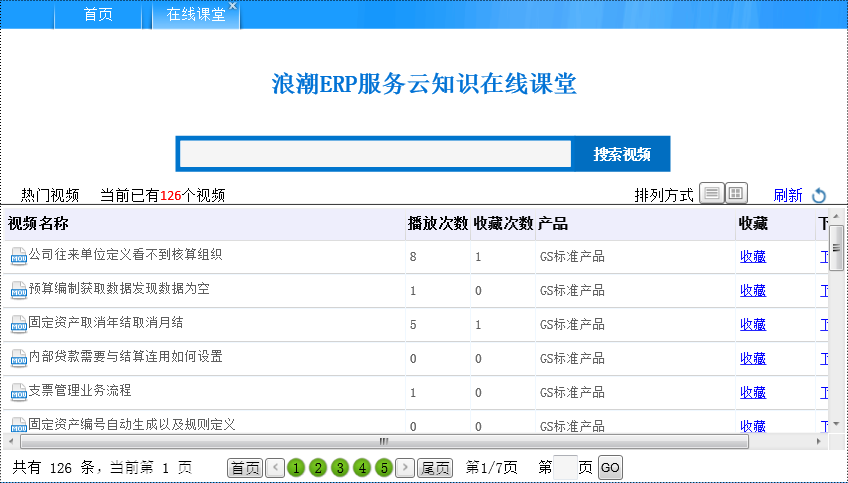 首页 在线课堂
浪潮ERP服务云知识在线课堂
搜索视频
热门视频 当前已有126个视频 排列方式 刷新
视频名称 播放次数 收藏次数 产品 收藏
公司往来单位定义看不到核算组织 8 1 GS标准产品 收藏
预算编制获取数据发现数据为空 1 0 GS标准产品 收藏
固定资产取消年结取消月结 5 1 GS标准产品 收藏
内部贷款需要与结算连用如何设置 0 0 GS标准产品 收藏
支票管理业务流程 1 0 GS标准产品 收藏
固定资产编号自动生成以及规则定义 0 0 GS标准产品 收藏
共有 126 条，当前第 1 页 首页 < 1 2 3 4 5 > 尾页 第1/7页 第 页 GO